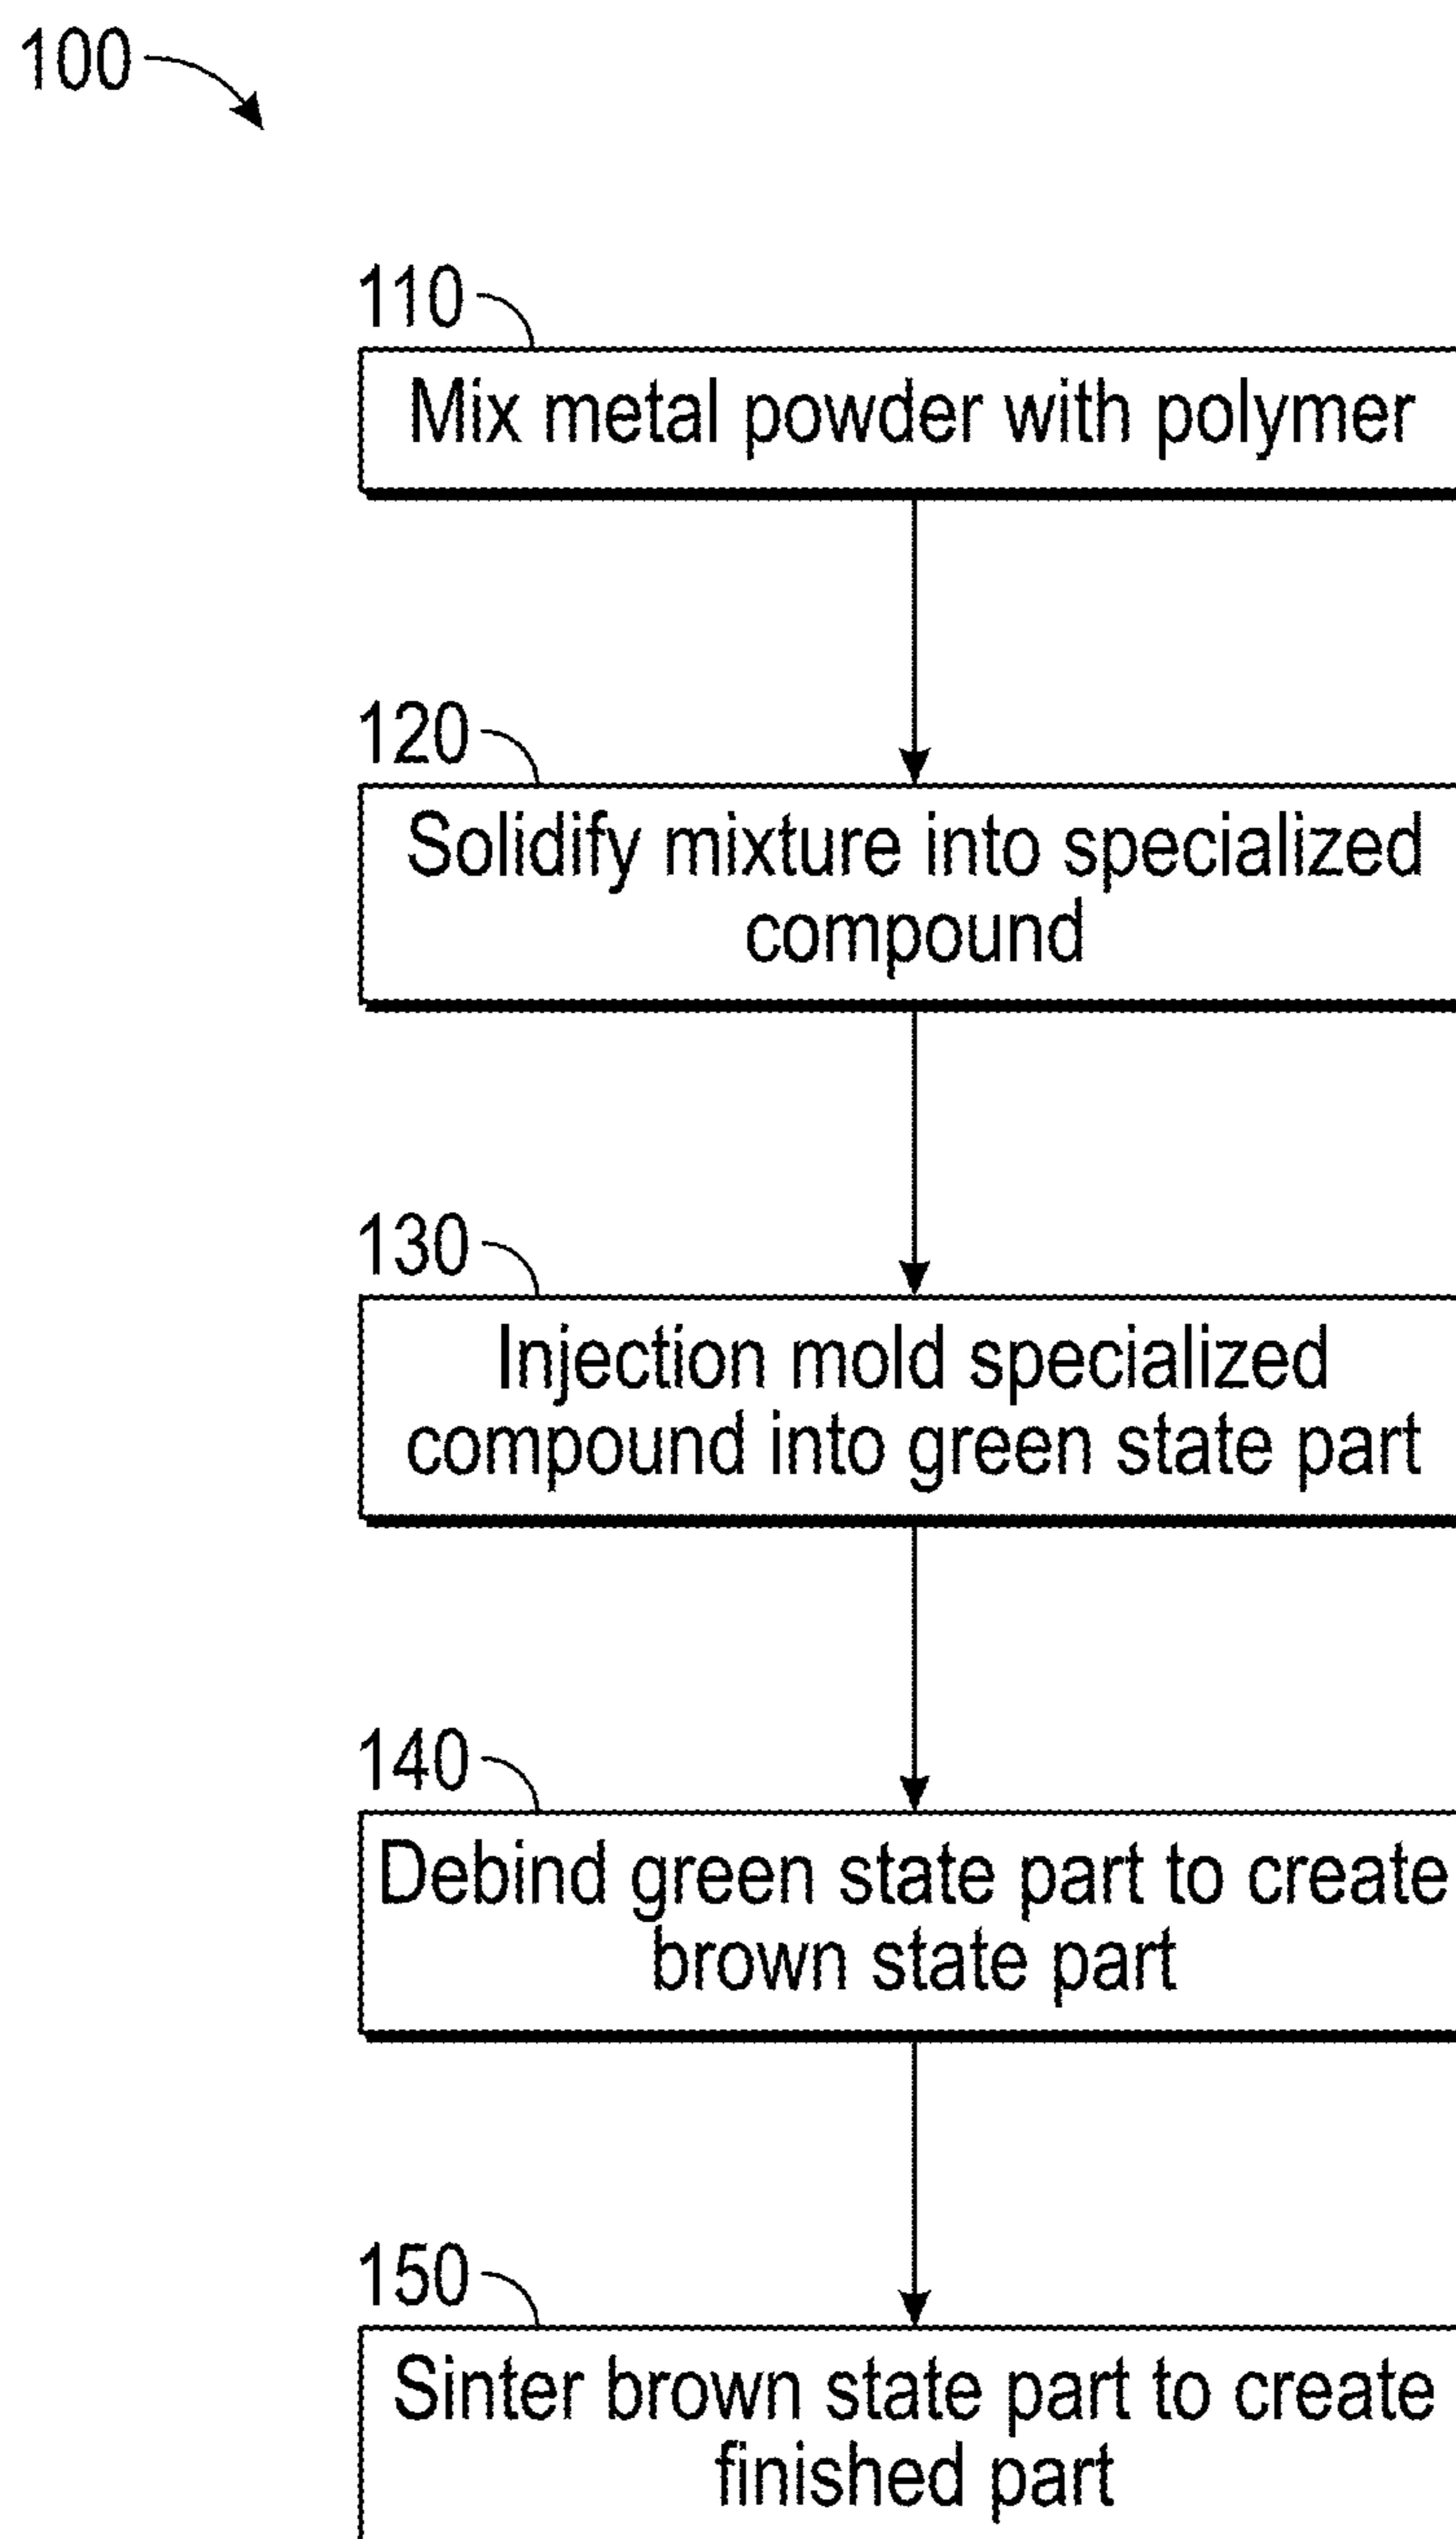 100
110
Mix metal powder with polymer
120
Solidify mixture into specialized
compound
130
Injection mold specialized
compound into green state part
140
Debind green state part to create
brown state part
150
Sinter brown state part to create
finished part